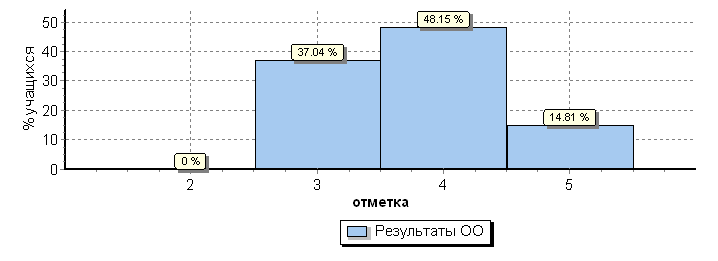 % учащихся
50
40
30
20
10
0
0 %
37.04 %
48.15 %
14.81 %
2 3 4 5
отметка
Результаты ОО